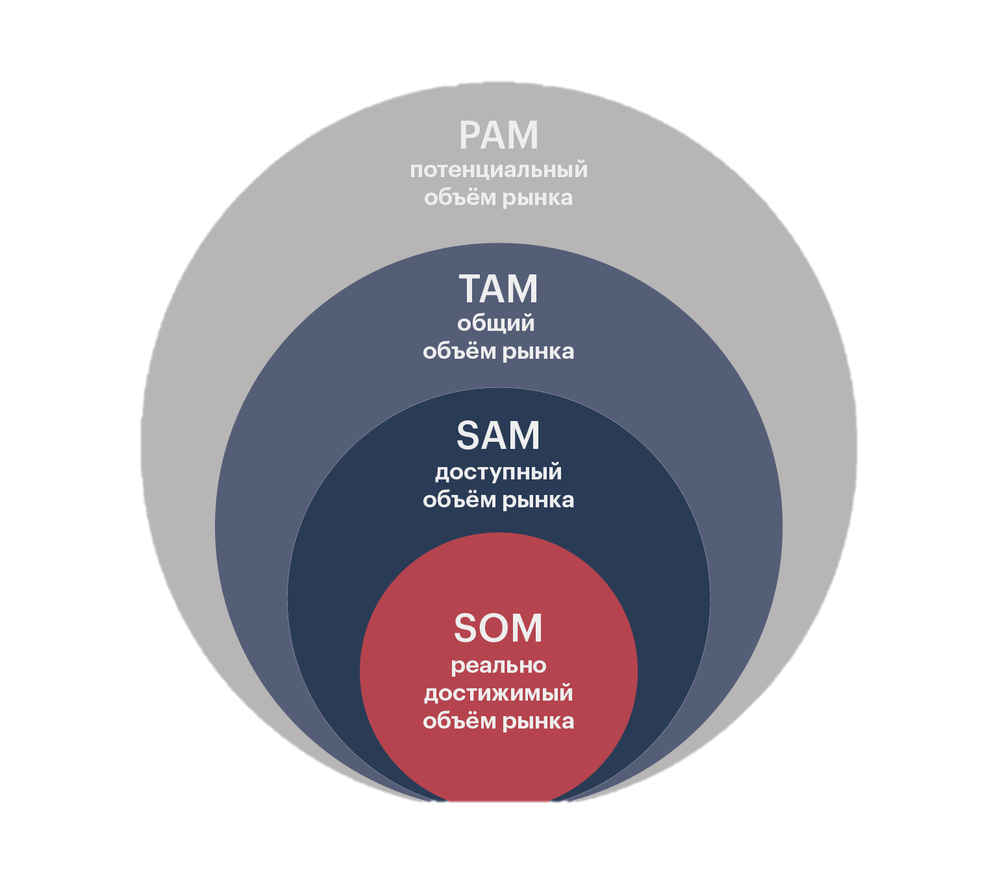 PAM
потенциальный
объём рынка
TAM
общий
объём рынка
SAM
доступный
объём рынка
SOM
реально
достижимый
объём рынка